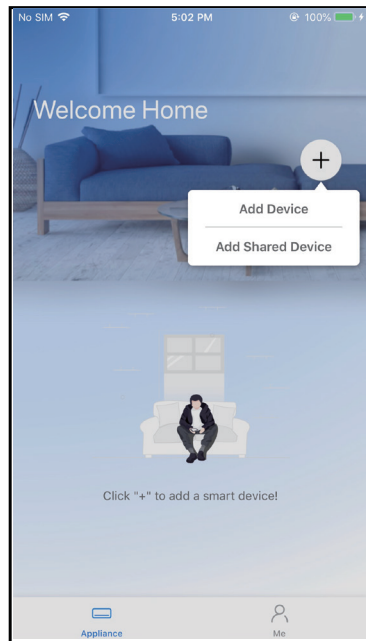 No SIM 5:02 PM 100%
Welcome Home
+
Add Device
Add Shared Device
Click "+" to add a smart device!
Appliance Me